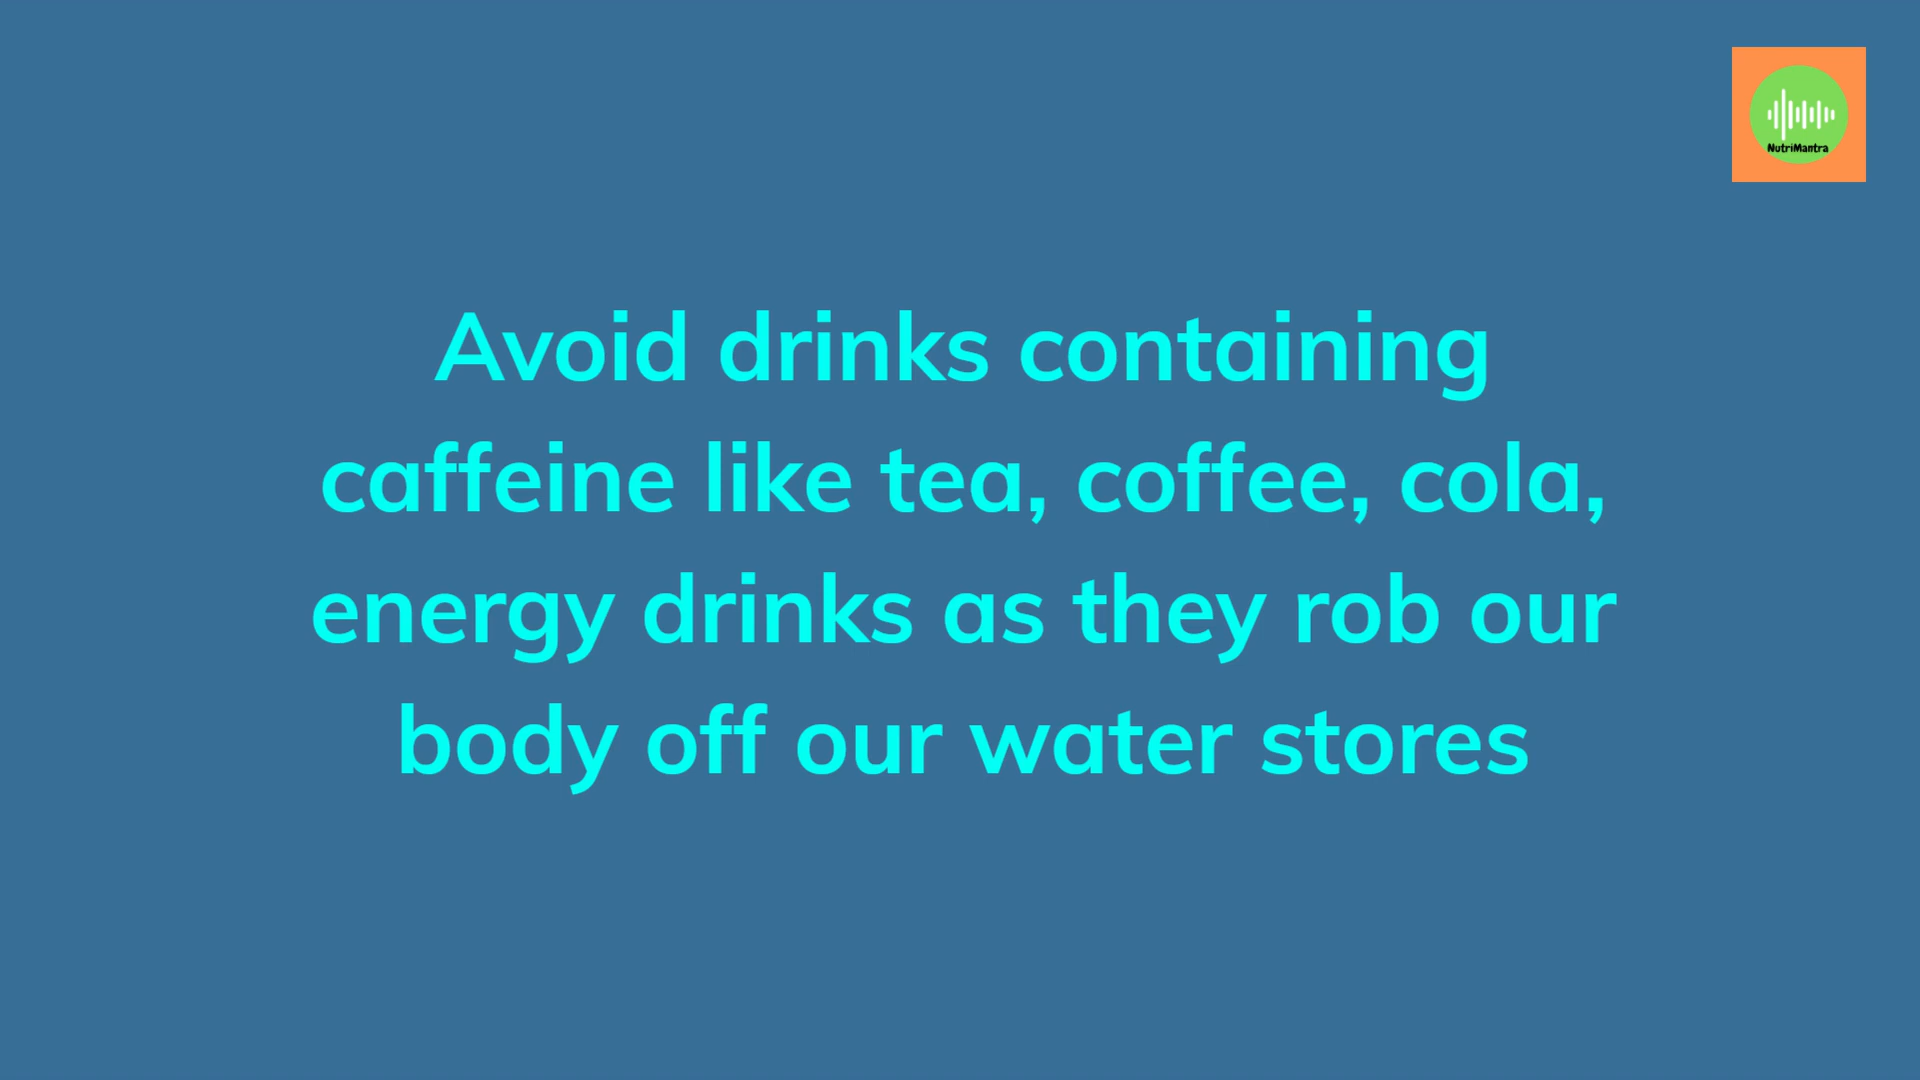 NutriMantra
Avoid drinks containing
caffeine like tea, coffee, cola,
energy drinks as they rob our
body off our water stores